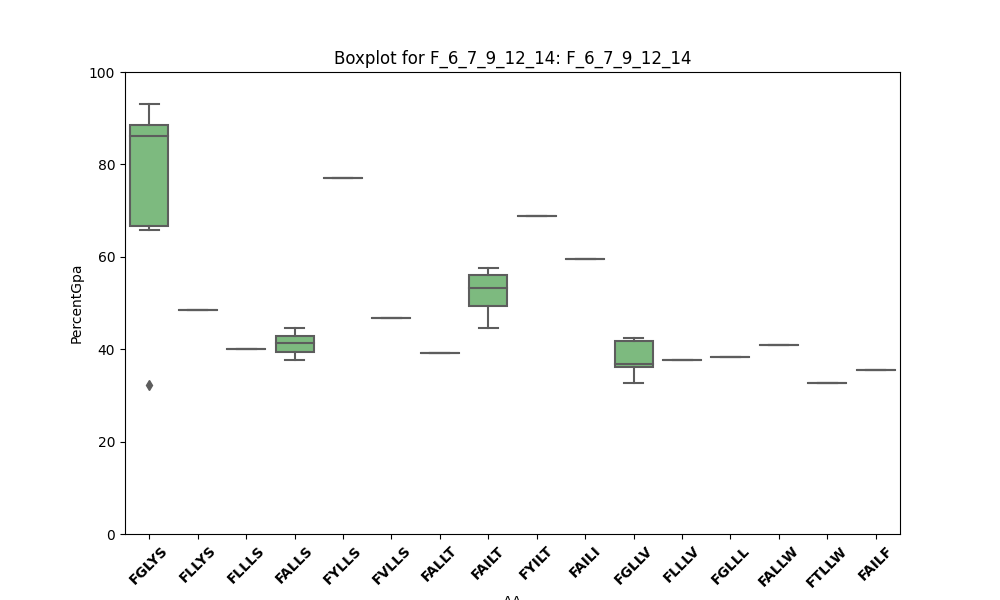 Boxplot for F_6_7_9_12_14: F_6_7_9_12_14
100
80
60
40
20
0
PercentGpa
FGLYS FLLYS FLLLS FALLS FYLLS FVLLS FALLT FAILT FYILT FAILI FGLLV FLLLV FGLLL FALLW FTLLW FAILF
AA